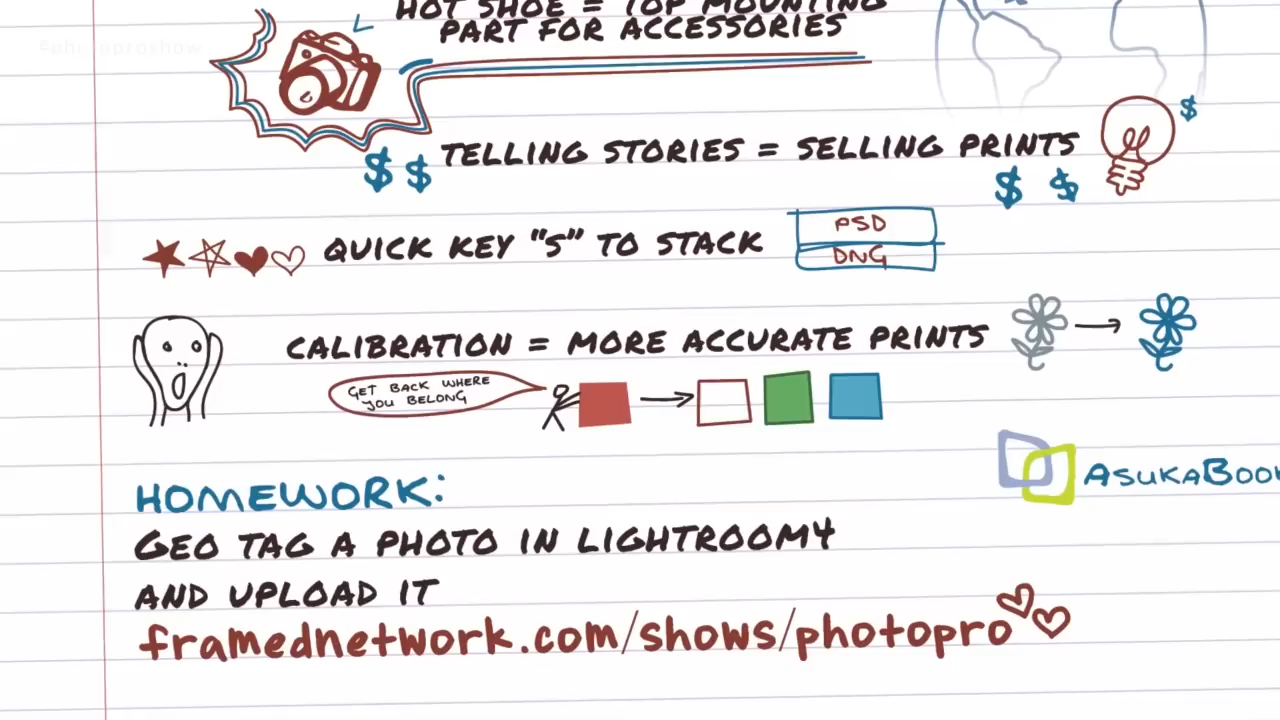 HOT SHOE = TOP MOUNTING
PART FOR ACCESSORIES
#aphotoproshow
$
$ $ TELLING STORIES = SELLING PRINTS
$ $
QUICK KEY "S" TO STACK
PSD
DNG
CALIBRATION = MORE ACCURATE PRINTS
GET BACK WHERE
YOU BELONG
ASUKABOOK
HOMEWORK:
GEO TAG A PHOTO IN LIGHTROOM4
AND UPLOAD IT
framednetwork.com/shows/photopro